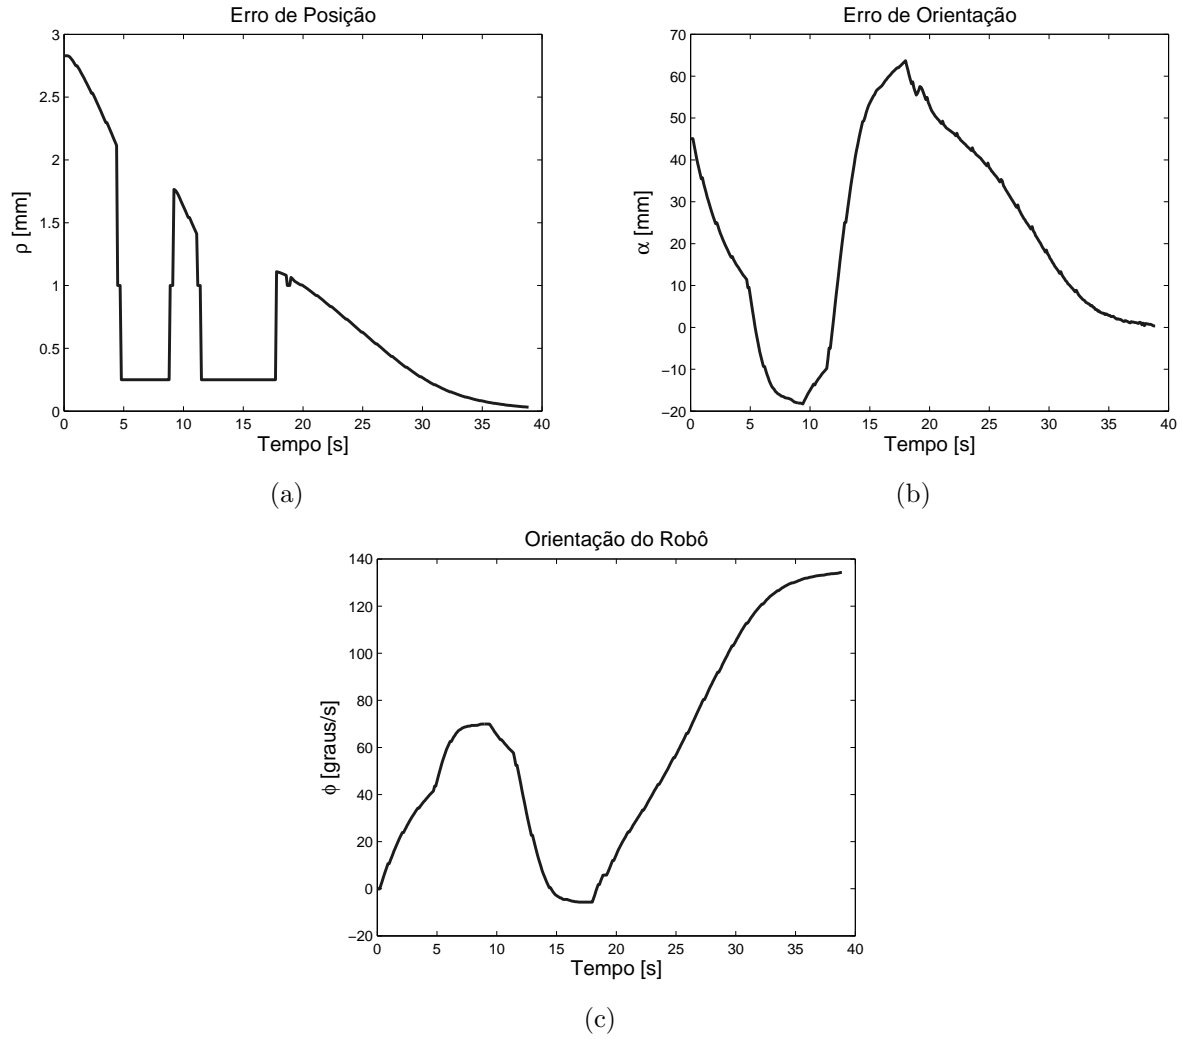 Erro de Posição
3
2.5
2
1.5
1
0.5
0
ρ [mm]
0 5 10 15 20 25 30 35 40
Tempo [s]
(a)
Erro de Orientação
70
60
50
40
30
20
10
0
−10
−20
α [mm]
0 5 10 15 20 25 30 35 40
Tempo [s]
(b)
Orientação do Robô
140
120
100
80
60
40
20
0
−20
ϕ [graus/s]
0 5 10 15 20 25 30 35 40
Tempo [s]
(c)